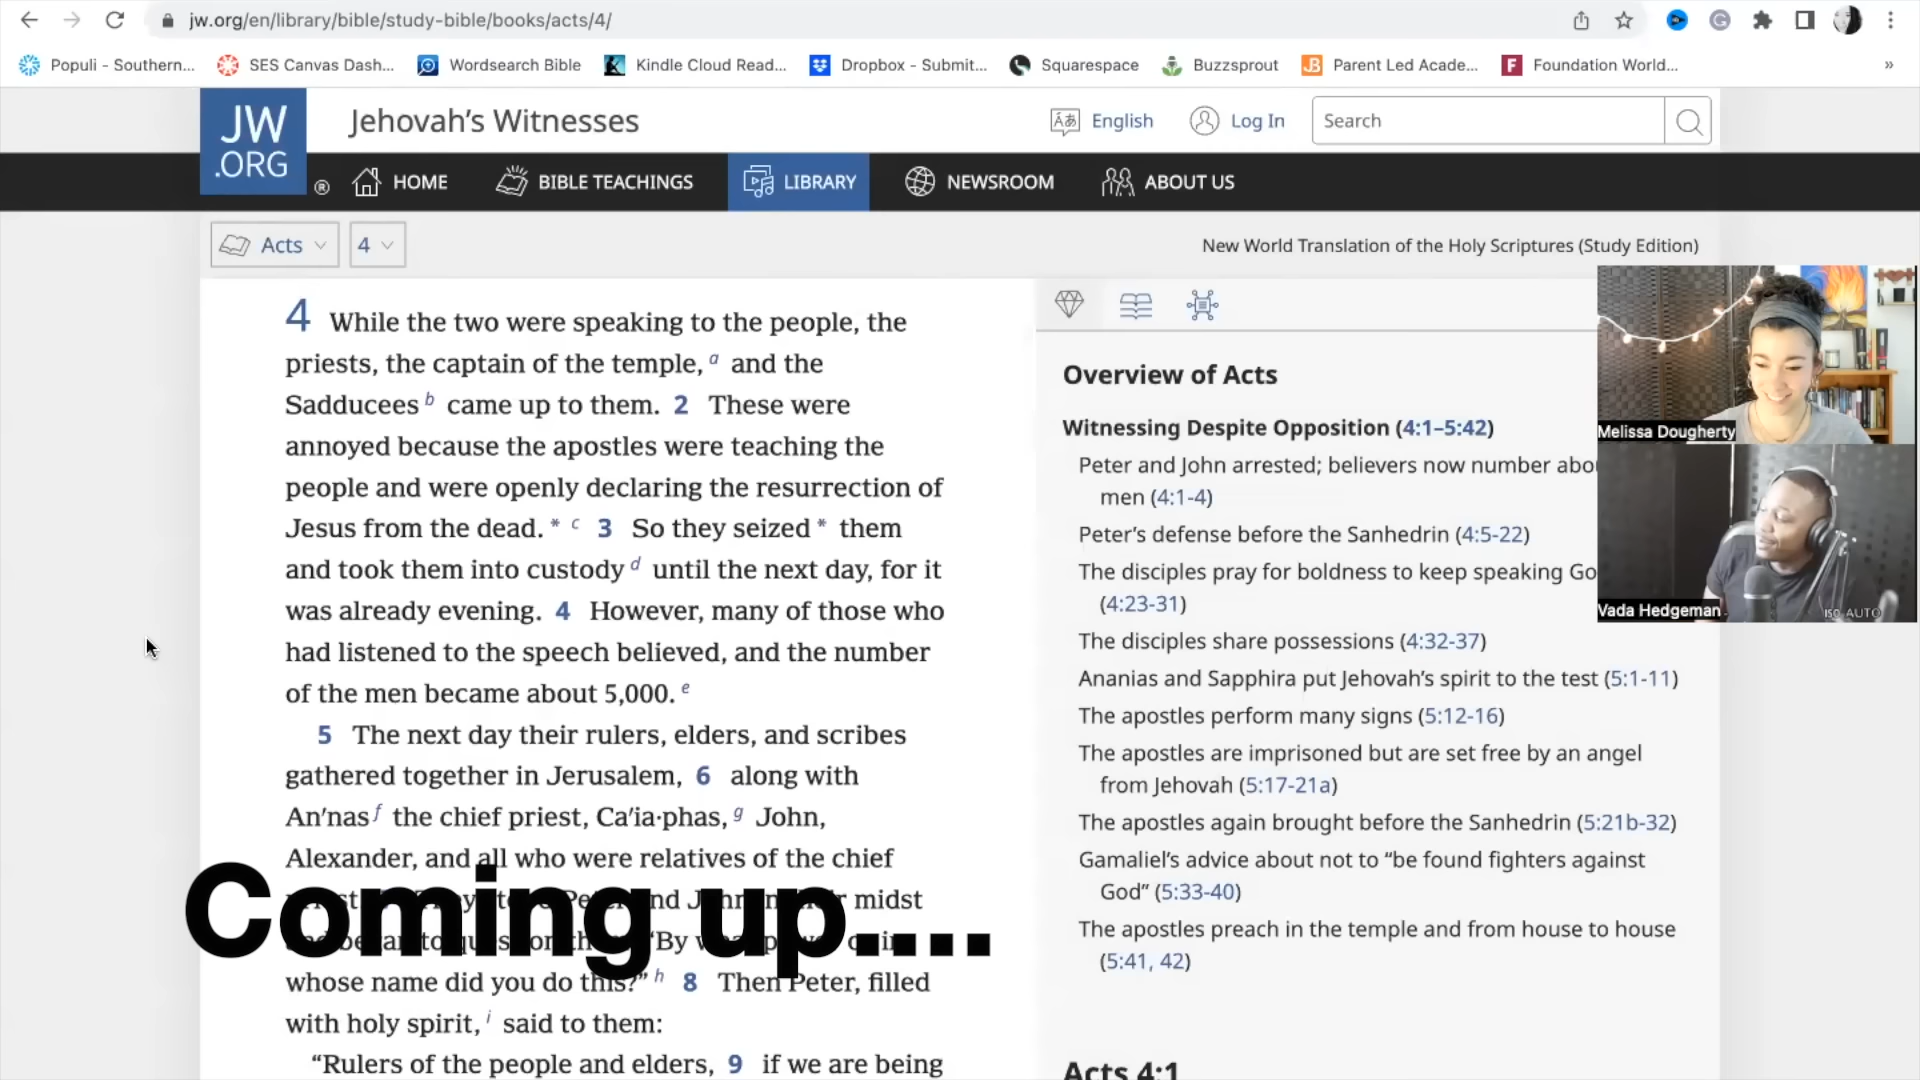 jw.org/en/library/bible/study-bible/books/acts/4/
Populi - Southern... SES Canvas Dash... Wordsearch Bible Kindle Cloud Read... Dropbox - Submit... Squarespace Buzzsprout Parent Led Acade... Foundation World... »
JW
.ORG
®
Jehovah's Witnesses
English Log In Search
HOME BIBLE TEACHINGS LIBRARY NEWSROOM ABOUT US
Acts 4
New World Translation of the Holy Scriptures (Study Edition)
4 While the two were speaking to the people, the
priests, the captain of the temple, a and the
Sadducees b came up to them. 2 These were
annoyed because the apostles were teaching the
people and were openly declaring the resurrection of
Jesus from the dead. * c 3 So they seized * them
and took them into custody d until the next day, for it
was already evening. 4 However, many of those who
had listened to the speech believed, and the number
of the men became about 5,000. e
5 The next day their rulers, elders, and scribes
gathered together in Jerusalem, 6 along with
An′nas f the chief priest, Ca′ia·phas, g John,
Alexander, and all who were relatives of the chief
midst
whose name did you do this?” h 8 Then Peter, filled
with holy spirit, i said to them:
“Rulers of the people and elders, 9 if we are being
Coming up....
Overview of Acts
Witnessing Despite Opposition (4:1–5:42)
Peter and John arrested; believers now number
men (4:1-4)
Peter’s defense before the Sanhedrin (4:5-22)
The disciples pray for boldness to keep speaking
(4:23-31)
The disciples share possessions (4:32-37)
Ananias and Sapphira put Jehovah’s spirit to the test (5:1-11)
The apostles perform many signs (5:12-16)
The apostles are imprisoned but are set free by an angel
from Jehovah (5:17-21a)
The apostles again brought before the Sanhedrin (5:21b-32)
Gamaliel’s advice about not to “be found fighters against
God” (5:33-40)
The apostles preach in the temple and from house to house
(5:41, 42)
Acts 4:1
Melissa Dougherty
Vada Hedgeman
ISO AUTO